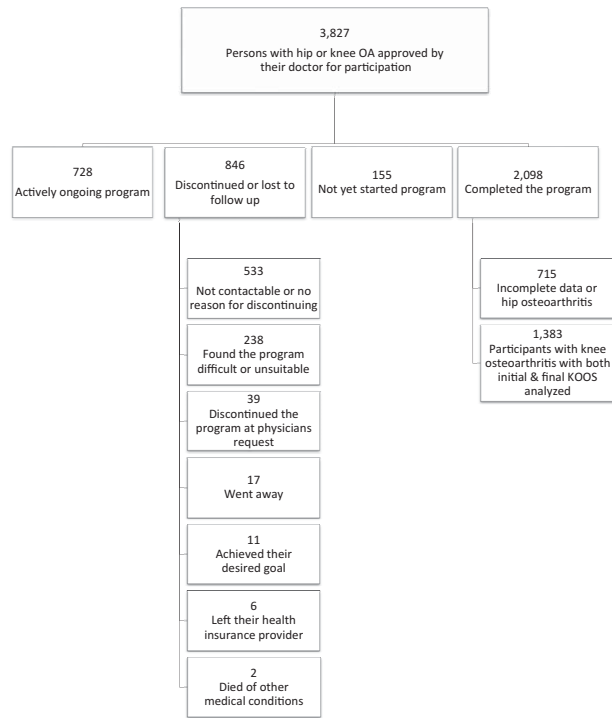 3,827
Persons with hip or knee OA approved by
their doctor for participation
728
Actively ongoing program
846
Discontinued or lost to
follow up
155
Not yet started program
2,098
Completed the program
533
Not contactable or no
reason for discontinuing
238
Found the program
difficult or unsuitable
39
Discontinued the
program at physicians
request
17
Went away
11
Achieved their
desired goal
6
Left their health
insurance provider
2
Died of other
medical conditions
715
Incomplete data or
hip osteoarthritis
1,383
Participants with knee
osteoarthritis with both
initial & final KOOS
analyzed